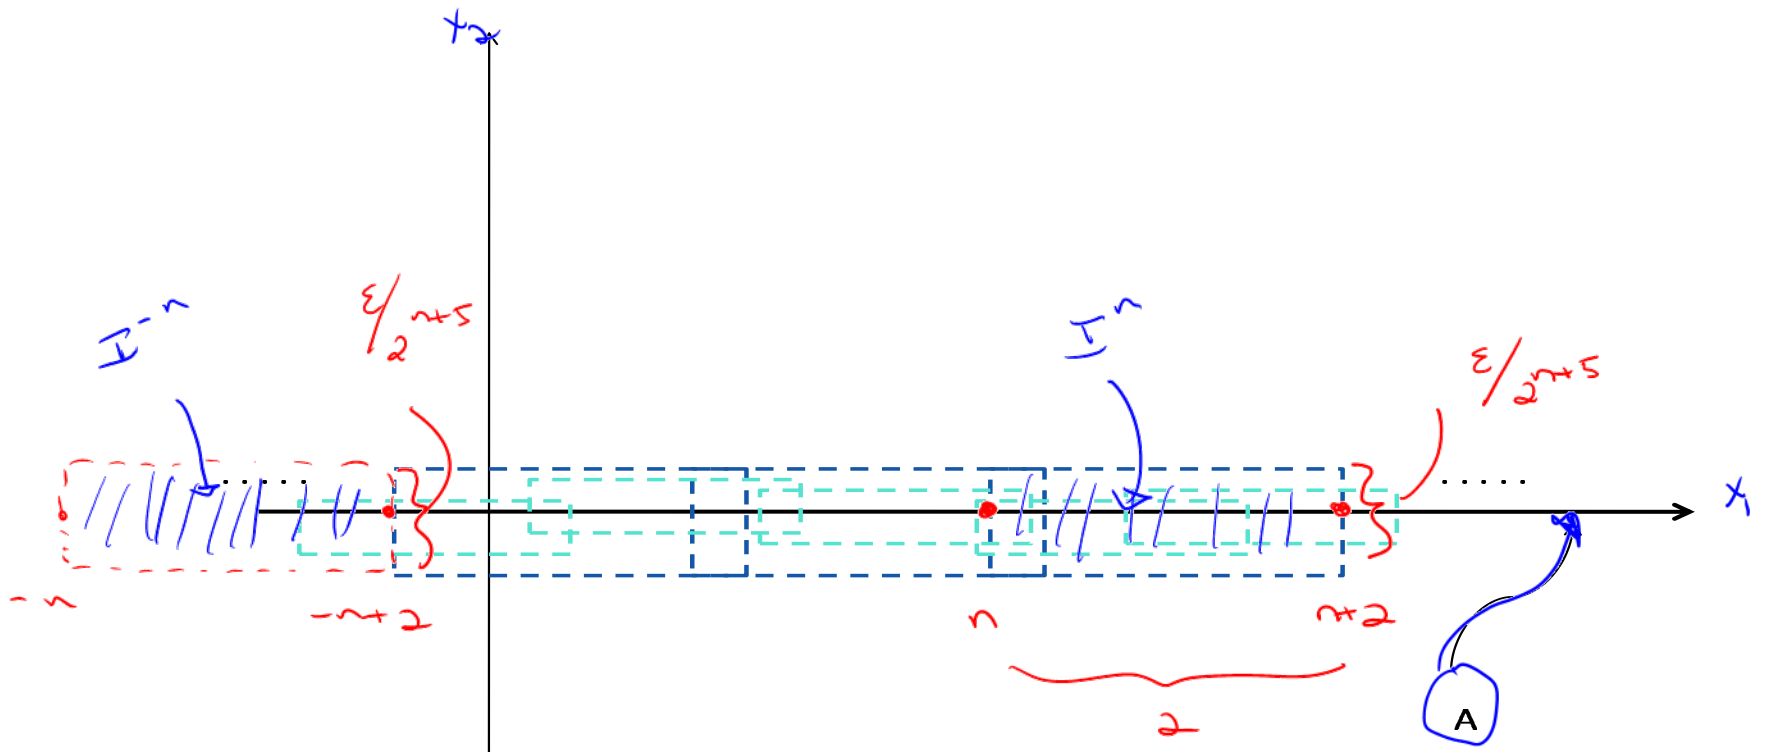 x₂
I⁻ⁿ
ε/2ⁿ⁺⁵
Iⁿ
ε/2ⁿ⁺⁵
. . . . .
. . . . .
x₁
-n
-n+2
n
n+2
2
A